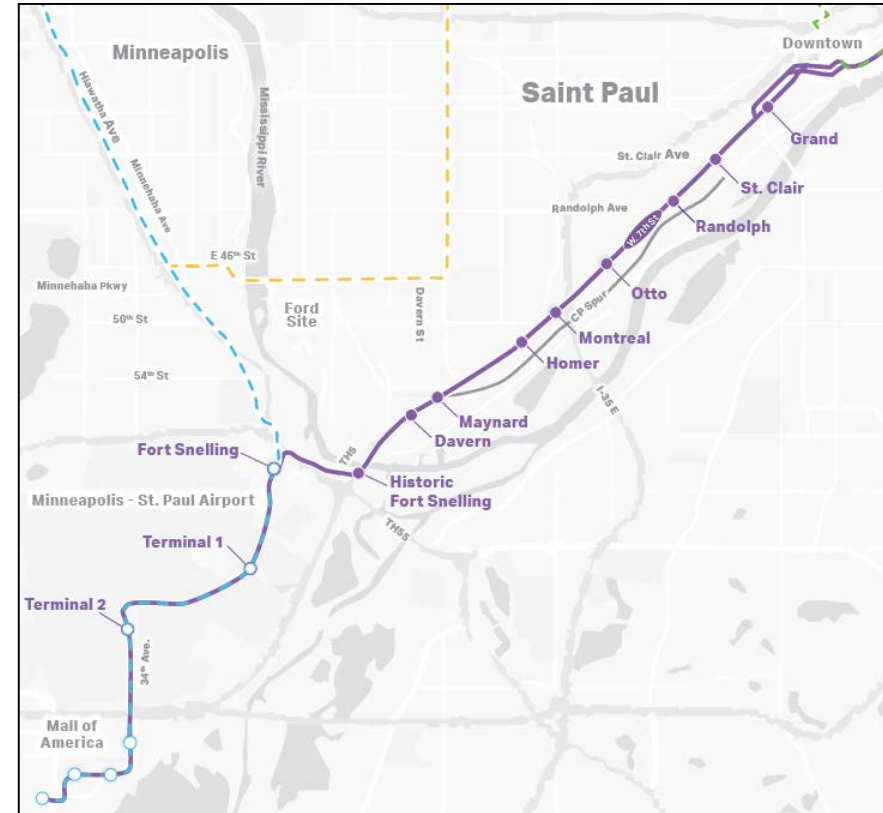 Minneapolis
Downtown
Saint Paul
Hiawatha Ave
Mississippi River
Grand
St. Clair Ave
Minnehaha Ave
St. Clair
Randolph Ave
Randolph
W. 7th St
E 46th St
Minnehaha Pkwy
Otto
Ford
Site
Davern St
CP Spur
50th St
Montreal
Homer
54th St
I-35 E
Maynard
Davern
Fort Snelling
TH5
Historic
Fort Snelling
Minneapolis - St. Paul Airport
TH55
Terminal 1
Terminal 2
34th Ave.
Mall of
America